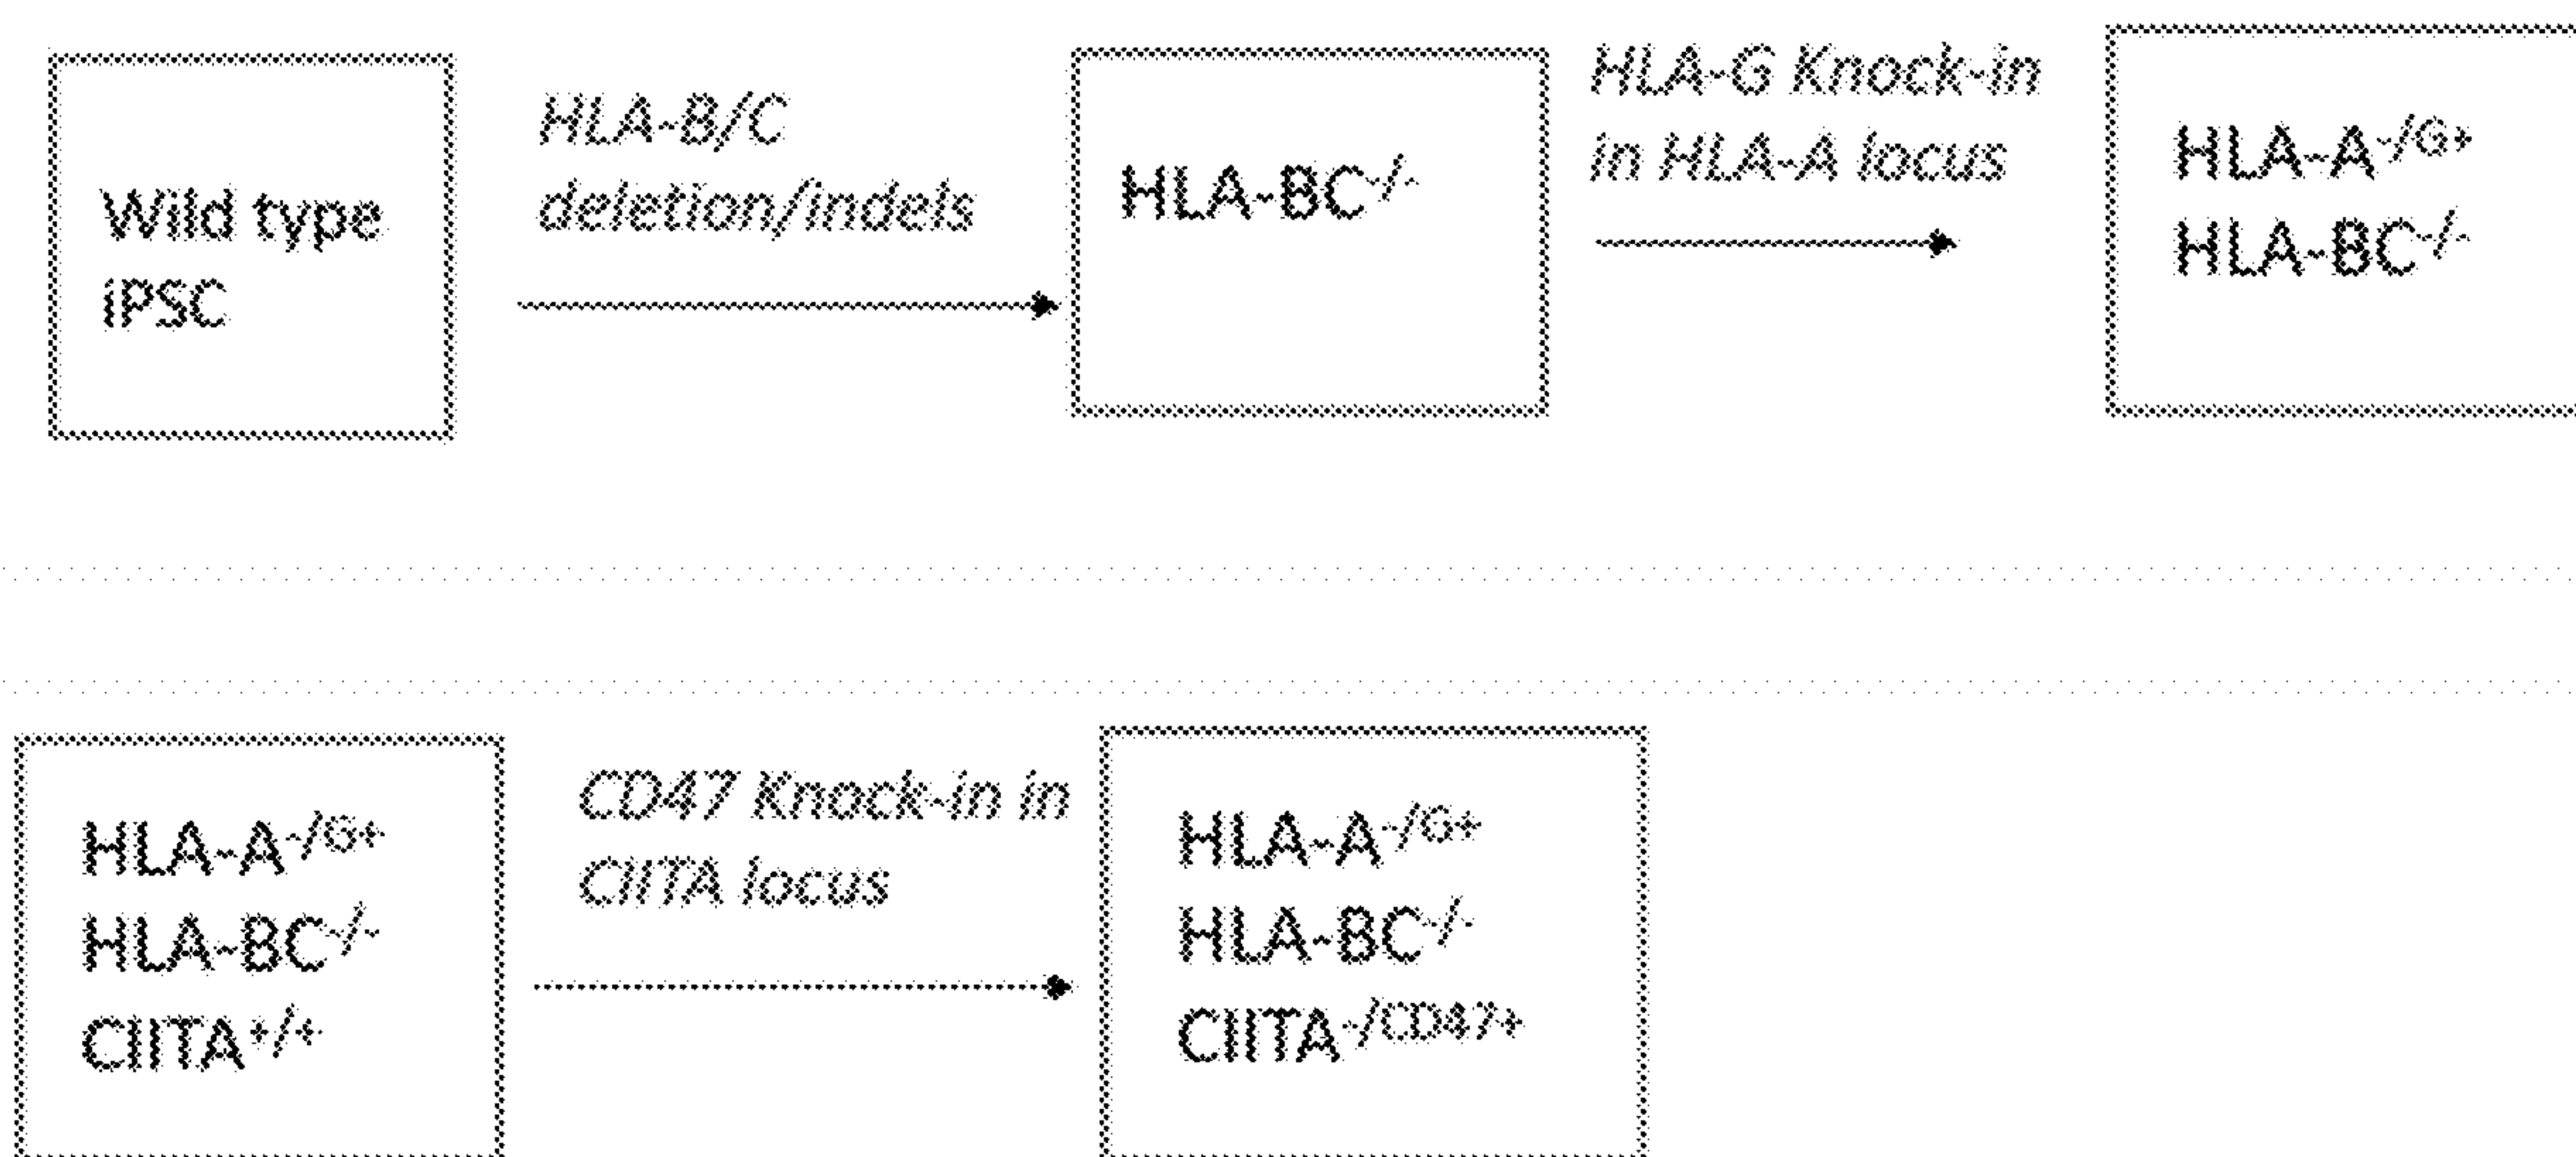 Wild type
iPSC
HLA-B/C
deletion/indels
HLA-BC-/-
HLA-G Knock-in
in HLA-A locus
HLA-A-/G+
HLA-BC-/-
HLA-A-/G+
HLA-BC-/-
CIITA+/+
CD47 Knock-in in
CIITA locus
HLA-A-/G+
HLA-BC-/-
CIITA-/CD47+